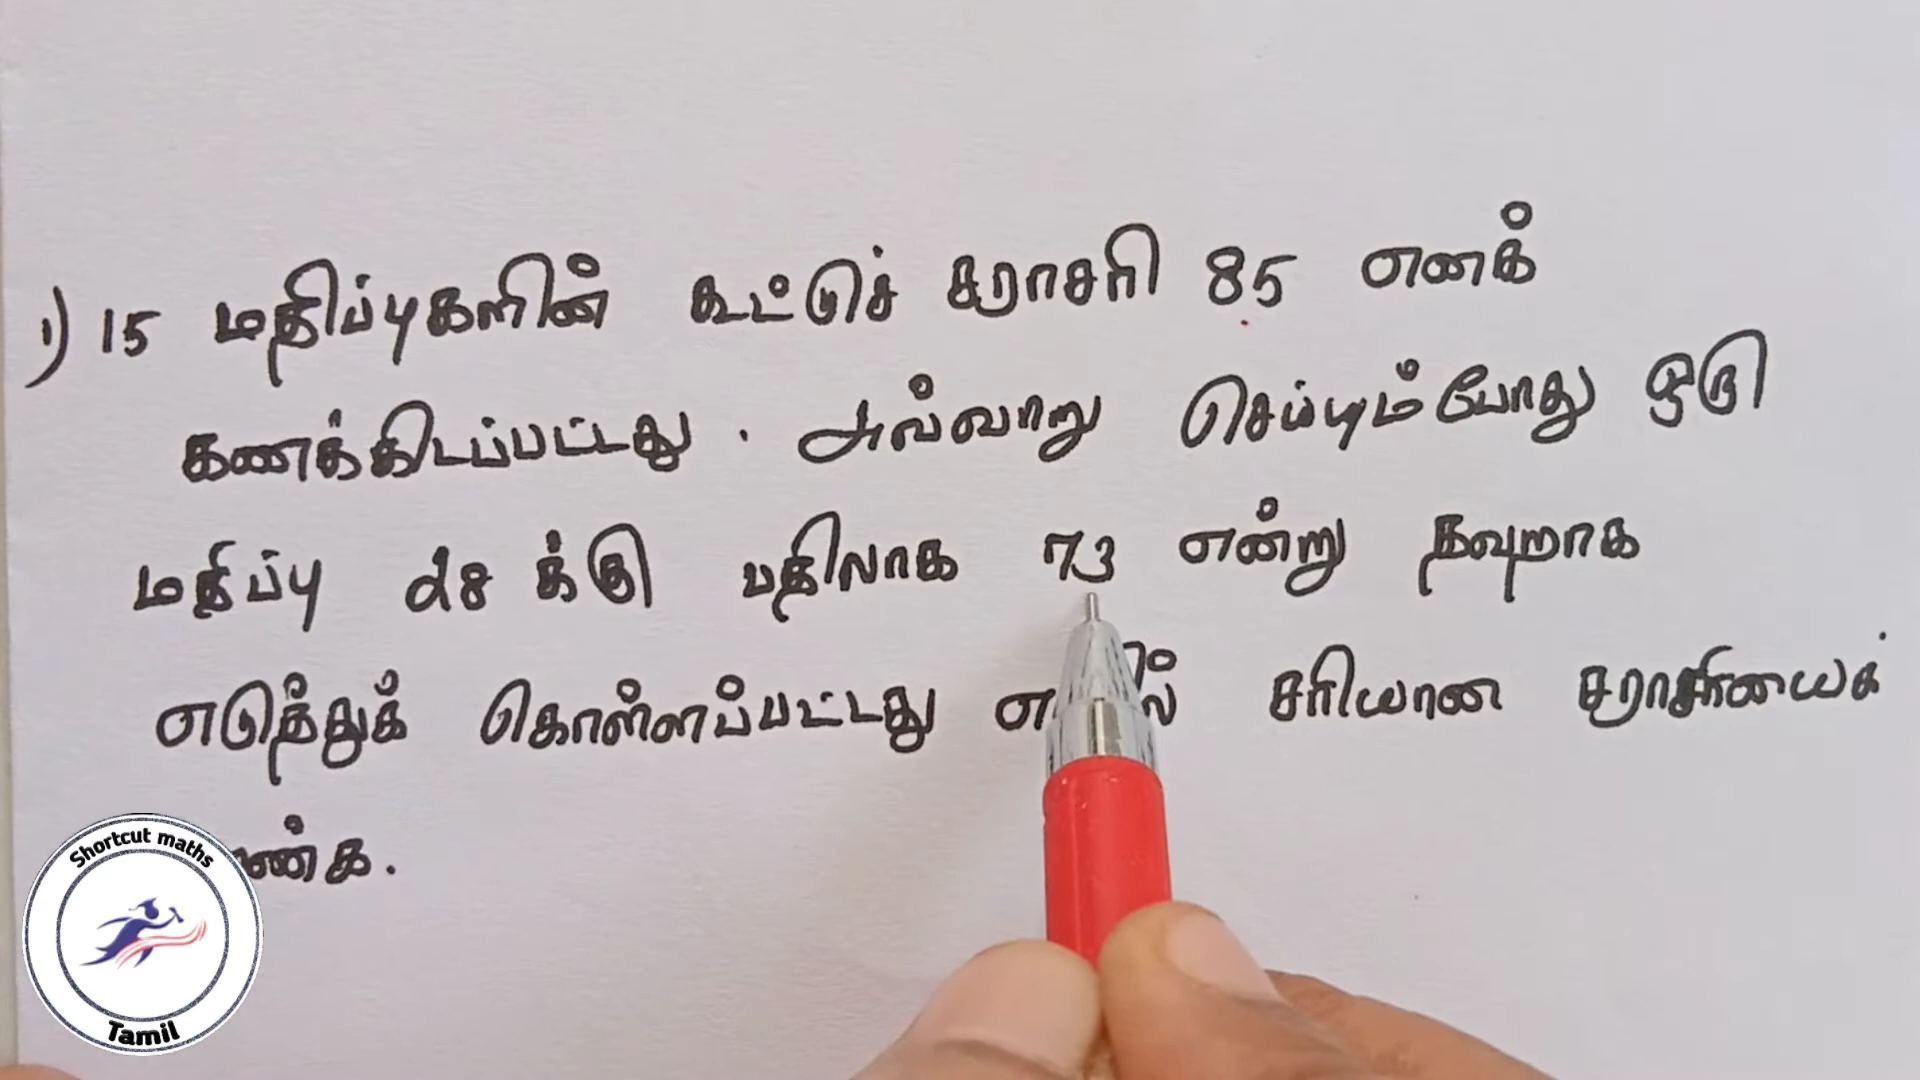 1) 15 மதிப்புகளின் கூட்டுச் சராசரி 85 எனக்
கணக்கிடப்பட்டது. அவ்வாறு செய்யும்போது ஒரு
மதிப்பு 28 க்கு பதிலாக 73 என்று தவறாக
எடுத்துக் கொள்ளப்பட்டது சரியான சராசரியைக்
Shortcut maths
Tamil